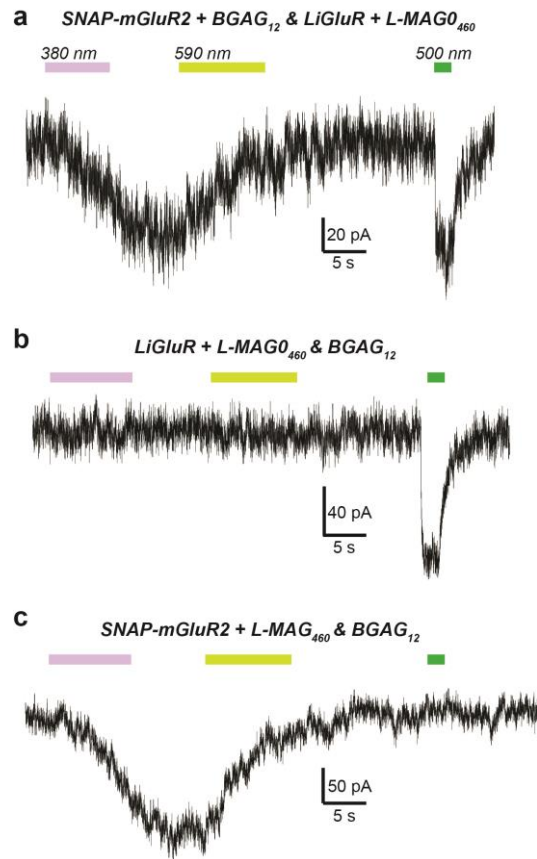 a SNAP-mGluR2 + BGAG12 & LiGluR + L-MAG0460
380 nm 590 nm 500 nm
20 pA
5 s
b LiGluR + L-MAG0460 & BGAG12
40 pA
5 s
c SNAP-mGluR2 + L-MAG460 & BGAG12
50 pA
5 s